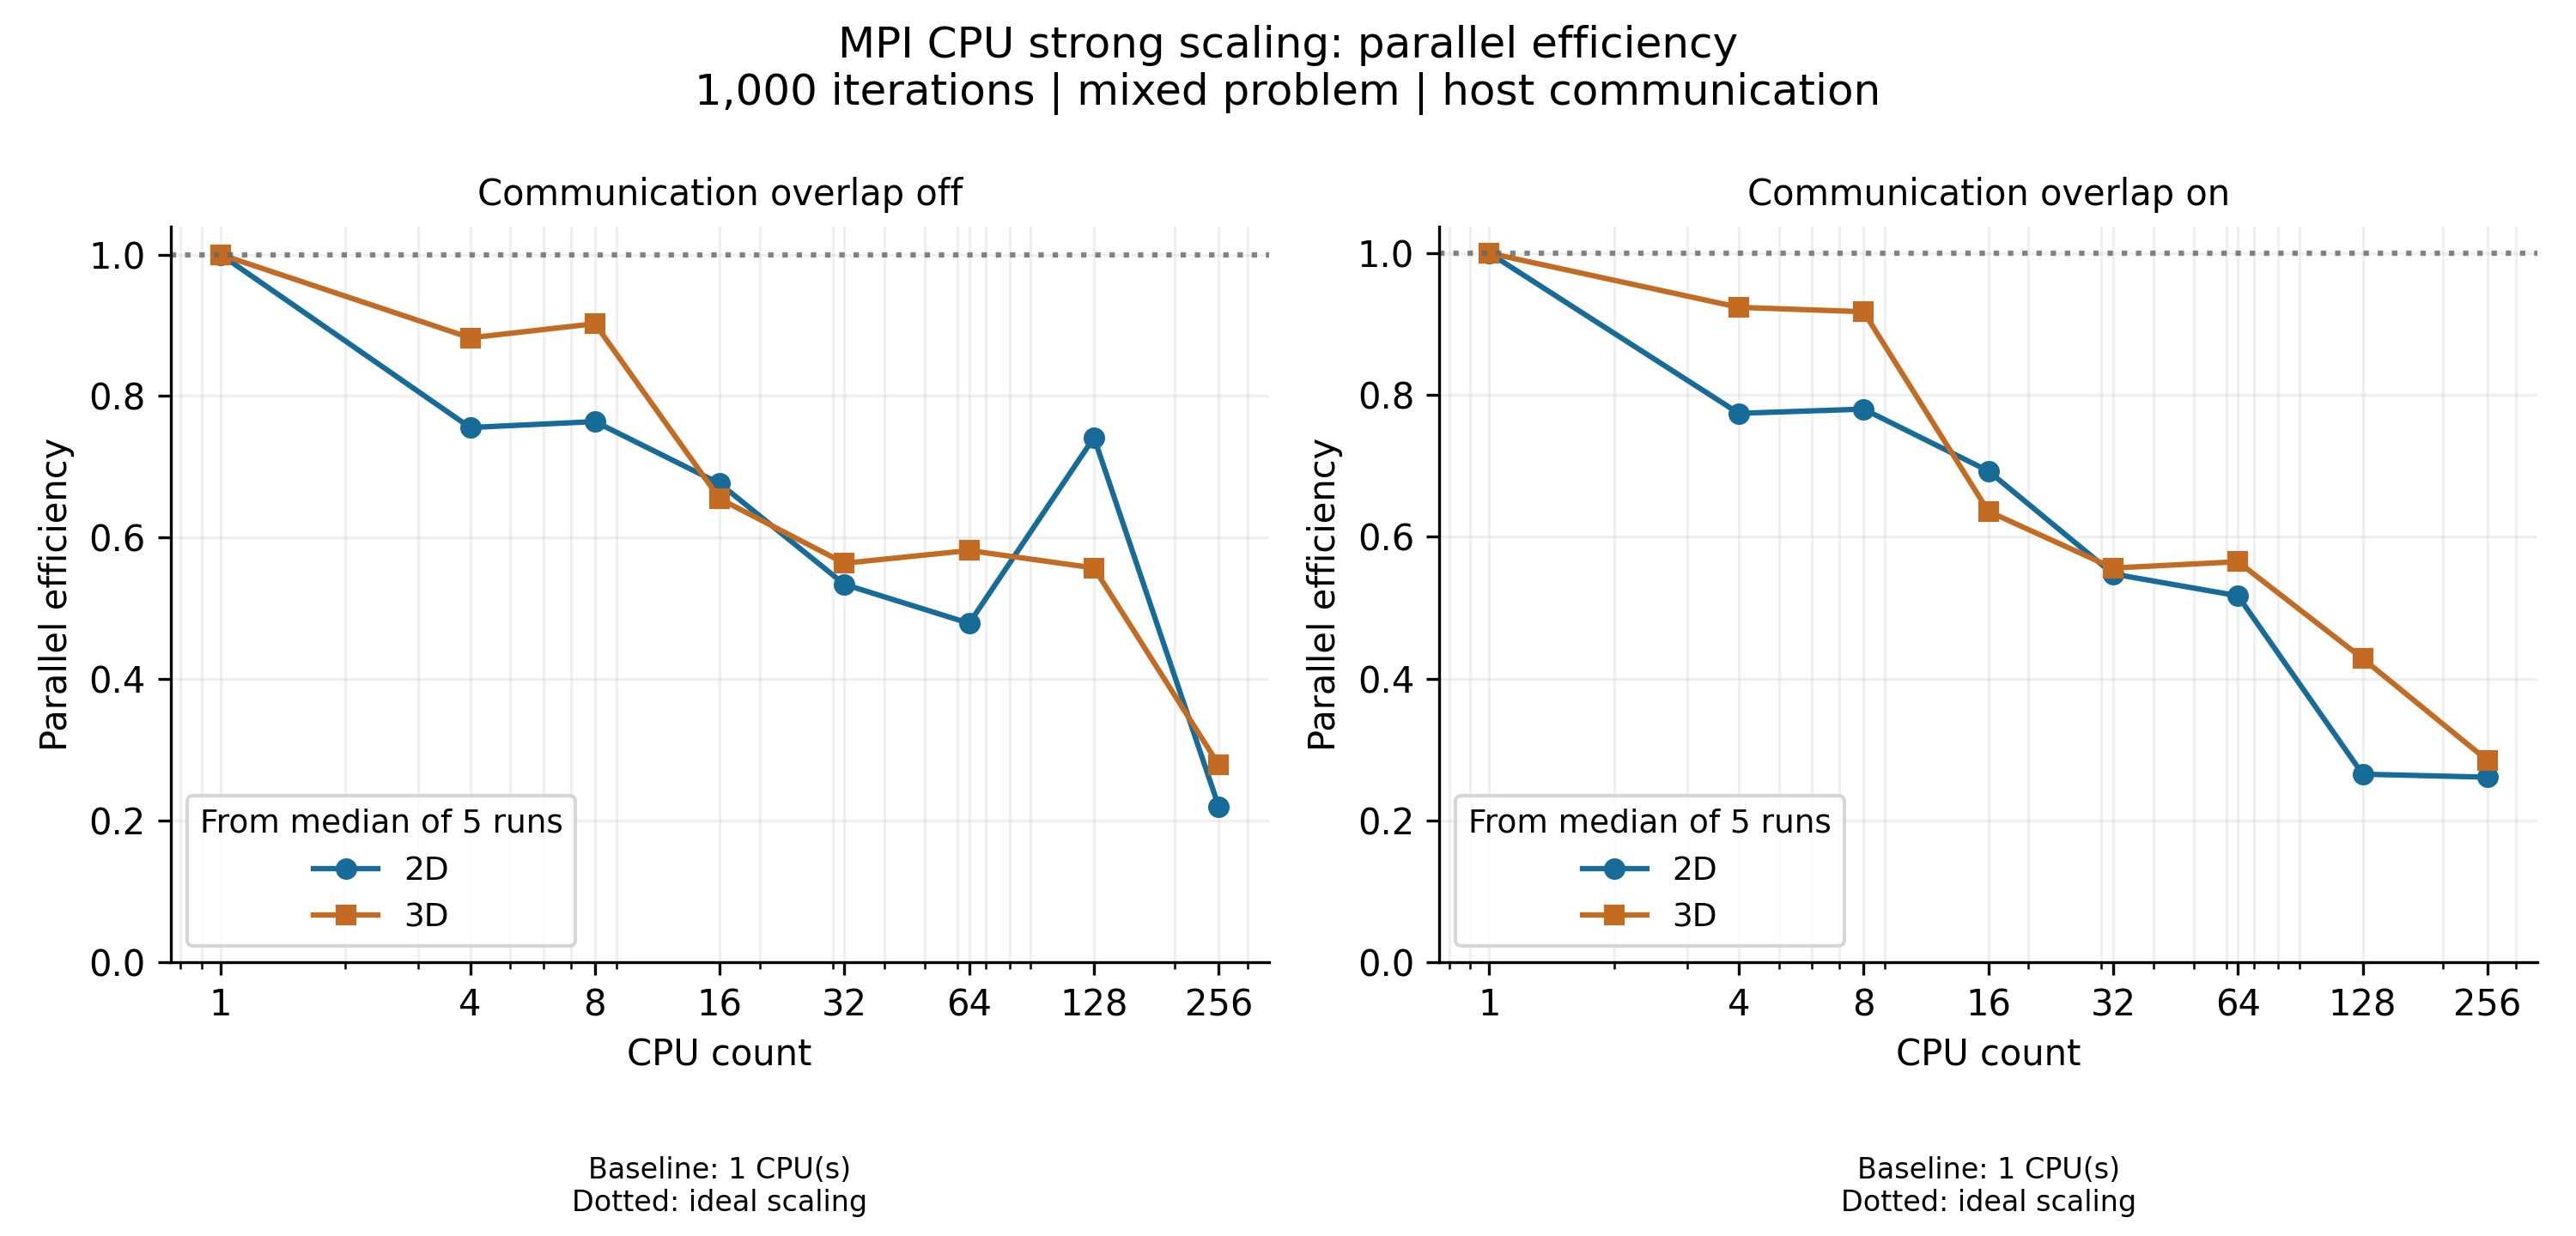 MPI CPU strong scaling: parallel efficiency
1,000 iterations | mixed problem | host communication
Communication overlap off
Parallel efficiency
1.0
0.8
0.6
0.4
0.2
0.0
From median of 5 runs
2D
3D
1 4 8 16 32 64 128 256
CPU count
Baseline: 1 CPU(s)
Dotted: ideal scaling
Communication overlap on
Parallel efficiency
1.0
0.8
0.6
0.4
0.2
0.0
From median of 5 runs
2D
3D
1 4 8 16 32 64 128 256
CPU count
Baseline: 1 CPU(s)
Dotted: ideal scaling